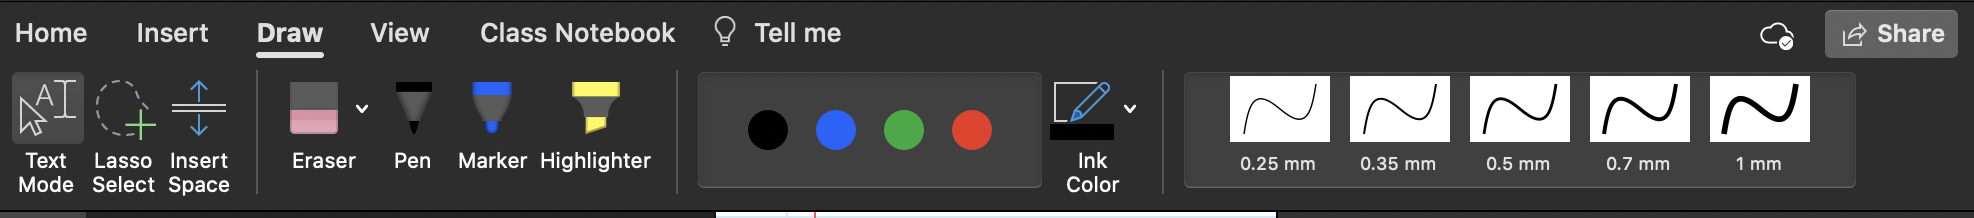 Home Insert Draw View Class Notebook Tell me Share
A
Text Mode
Lasso Select
Insert Space
Eraser
Pen
Marker
Highlighter
Ink Color
0.25 mm
0.35 mm
0.5 mm
0.7 mm
1 mm